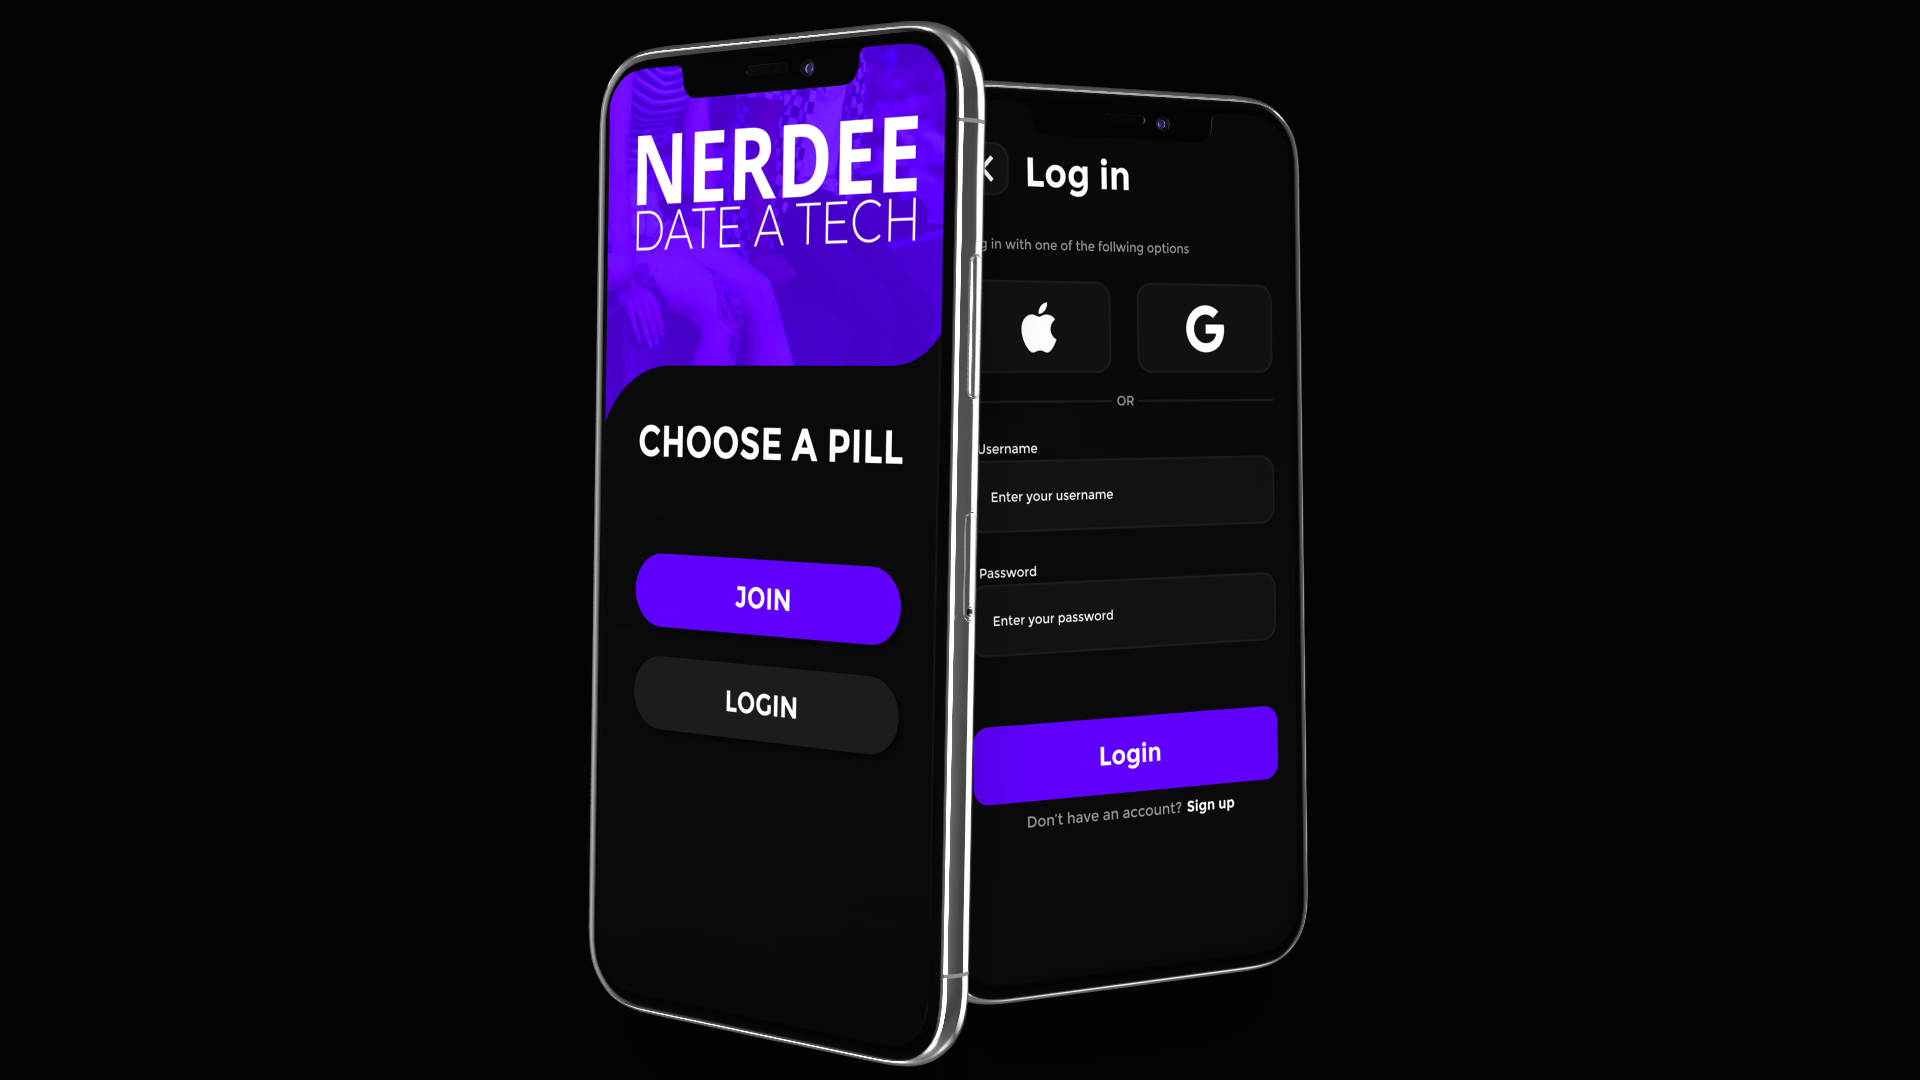 NERDEE
DATE A TECH
CHOOSE A PILL
JOIN
LOGIN
Log in
g in with one of the follwing options
OR
Username
Enter your username
Password
Enter your password
Login
Don't have an account? Sign up